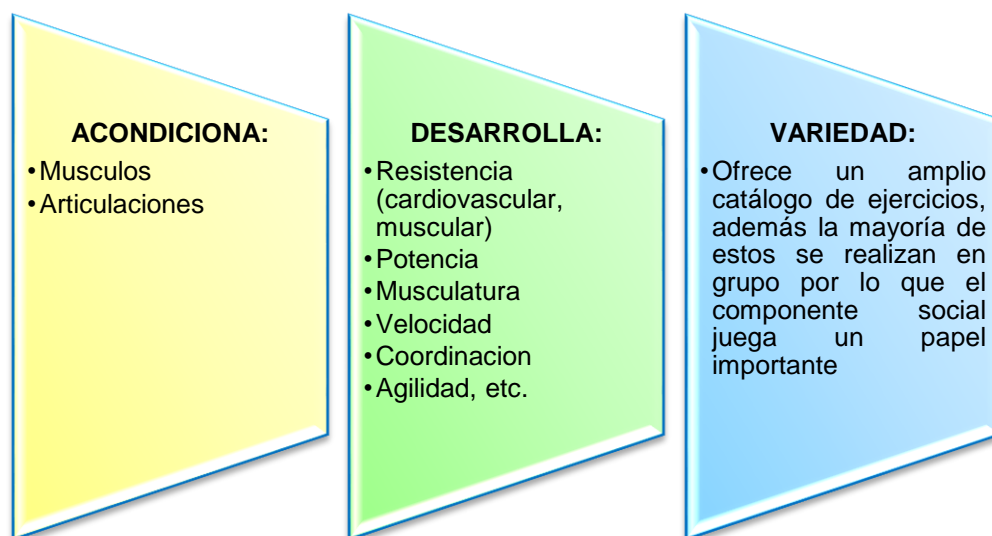 ACONDICIONA:
•Musculos
•Articulaciones
DESARROLLA:
•Resistencia
(cardiovascular,
muscular)
•Potencia
•Musculatura
•Velocidad
•Coordinacion
•Agilidad, etc.
VARIEDAD:
•Ofrece un amplio
catálogo de ejercicios,
además la mayoría de
estos se realizan en
grupo por lo que el
componente social
juega un papel
importante